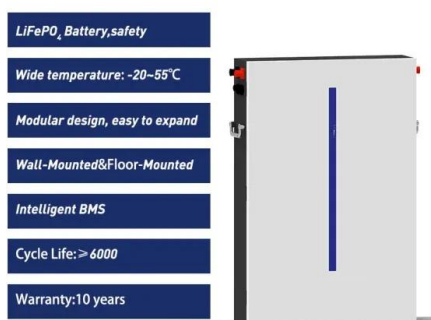 LiFePO₄ Battery,safety
Wide temperature: -20~55℃
Modular design, easy to expand
Wall-Mounted&Floor-Mounted
Intelligent BMS
Cycle Life:≥6000
Warranty:10 years